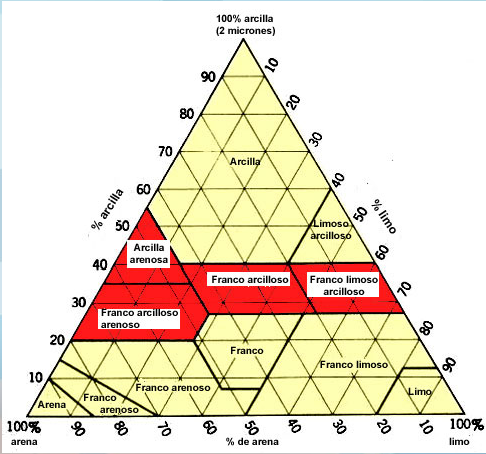 100% arcilla
(2 micrones)
90
10
80
20
70
30
Arcilla
60
40
% arcilla
% limo
50
50
Limoso
arcilloso
Arcilla
arenosa
60
40
Franco arcilloso
Franco limoso
arcilloso
70
30
Franco arcilloso
arenoso
20
80
Franco
Franco limoso
90
10
Franco arenoso
Limo
Arena
Franco
arenoso
100%
90
80
70
60
50
40
30
20
10
100%
arena
% de arena
limo